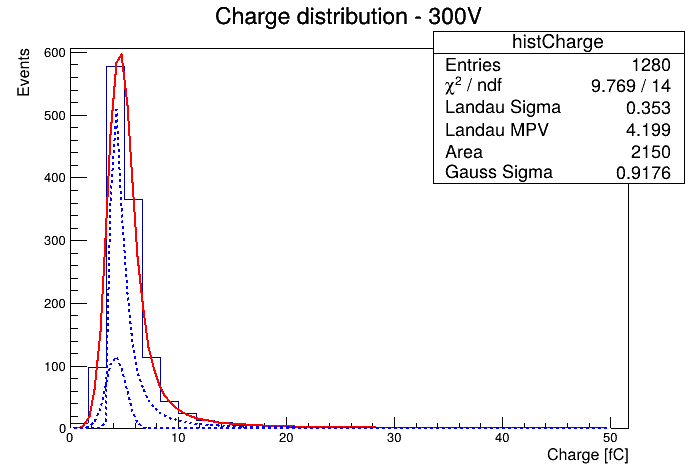 Charge distribution - 300V
histCharge
Entries 1280
χ² / ndf 9.769 / 14
Landau Sigma 0.353
Landau MPV 4.199
Area 2150
Gauss Sigma 0.9176
Events
600
500
400
300
200
100
0
0 10 20 30 40 50
Charge [fC]